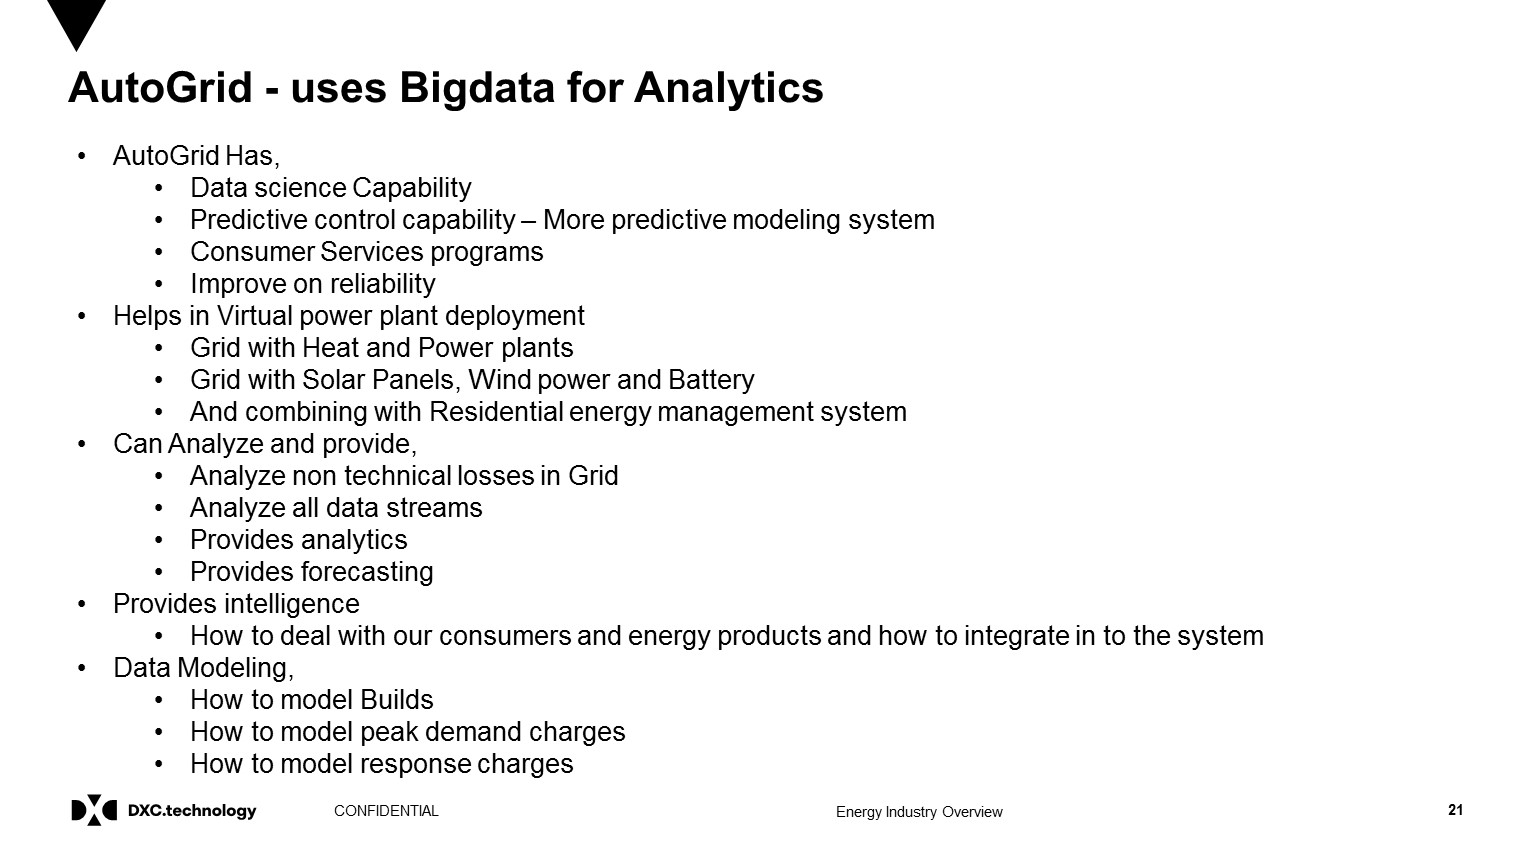 AutoGrid - uses Bigdata for Analytics
• AutoGrid Has,
• Data science Capability
• Predictive control capability – More predictive modeling system
• Consumer Services programs
• Improve on reliability
• Helps in Virtual power plant deployment
• Grid with Heat and Power plants
• Grid with Solar Panels, Wind power and Battery
• And combining with Residential energy management system
• Can Analyze and provide,
• Analyze non technical losses in Grid
• Analyze all data streams
• Provides analytics
• Provides forecasting
• Provides intelligence
• How to deal with our consumers and energy products and how to integrate in to the system
• Data Modeling,
• How to model Builds
• How to model peak demand charges
• How to model response charges
DXC.technology CONFIDENTIAL Energy Industry Overview 21